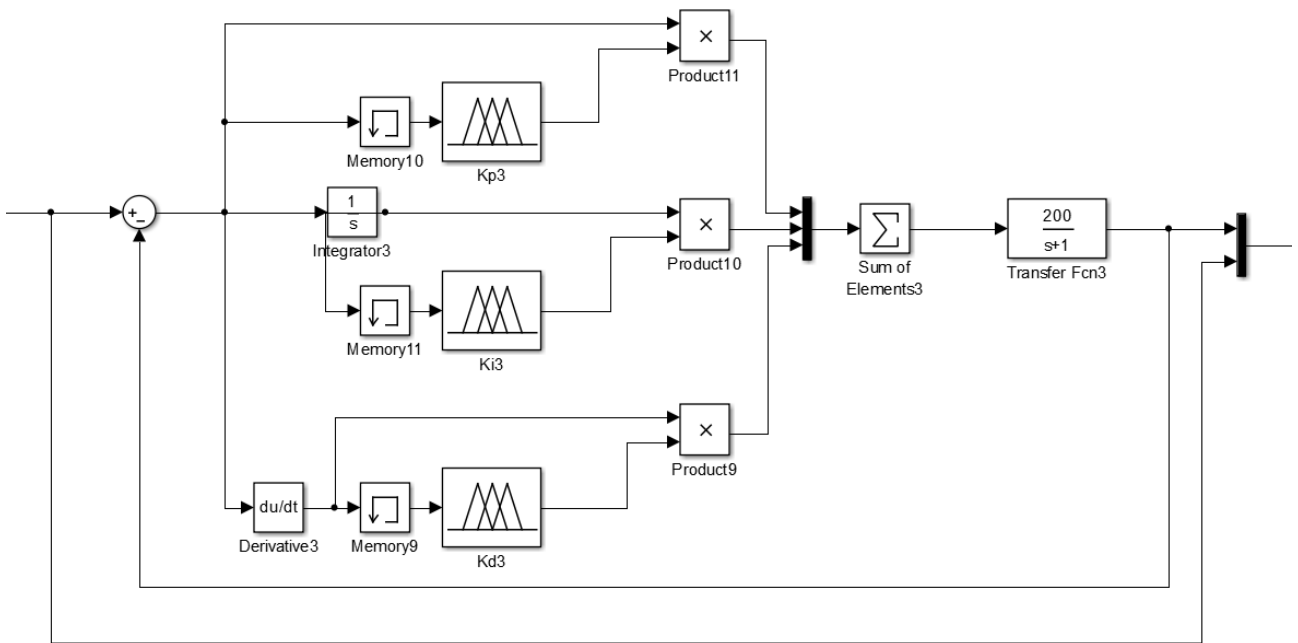 ×
Product11
Memory10
Kp3
+
−
1
s
Integrator3
×
Product10
Σ
Sum of
Elements3
200
s+1
Transfer Fcn3
Memory11
Ki3
×
Product9
du/dt
Derivative3
Memory9
Kd3